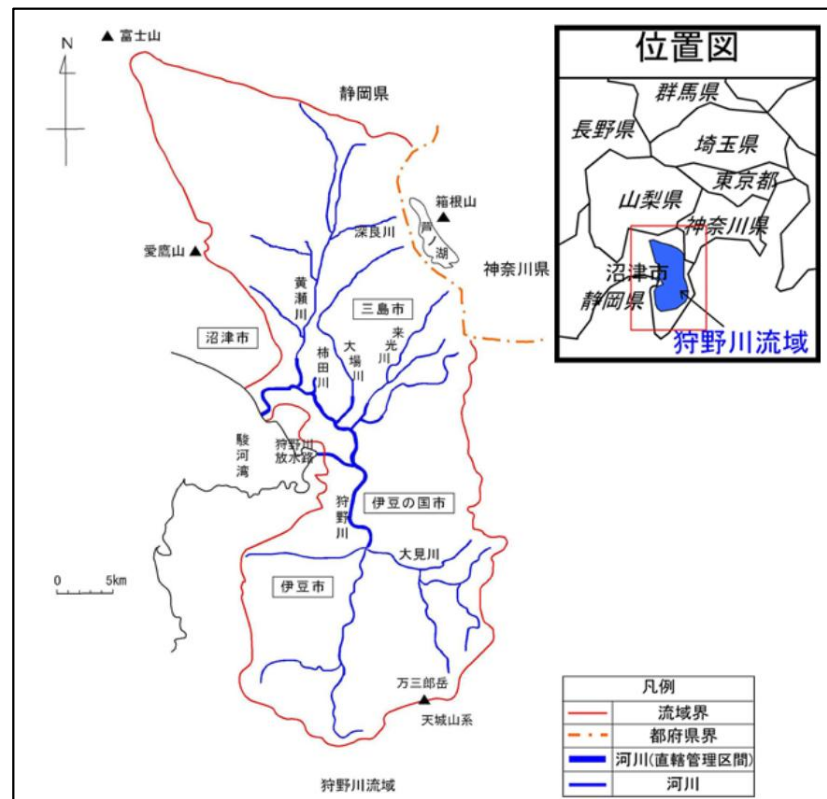 富士山
N
静岡県
箱根山
芦ノ湖
深良川
愛鷹山
神奈川県
黄瀬川
三島市
沼津市
来光川
大場川
柿田川
駿河湾
狩野川
放水路
狩野川
伊豆の国市
大見川
0 5km
伊豆市
万三郎岳
天城山系
狩野川流域
位置図
群馬県
長野県
埼玉県
東京都
山梨県
神奈川県
沼津市
静岡県
狩野川流域
凡例
流域界
都府県界
河川(直轄管理区間)
河川